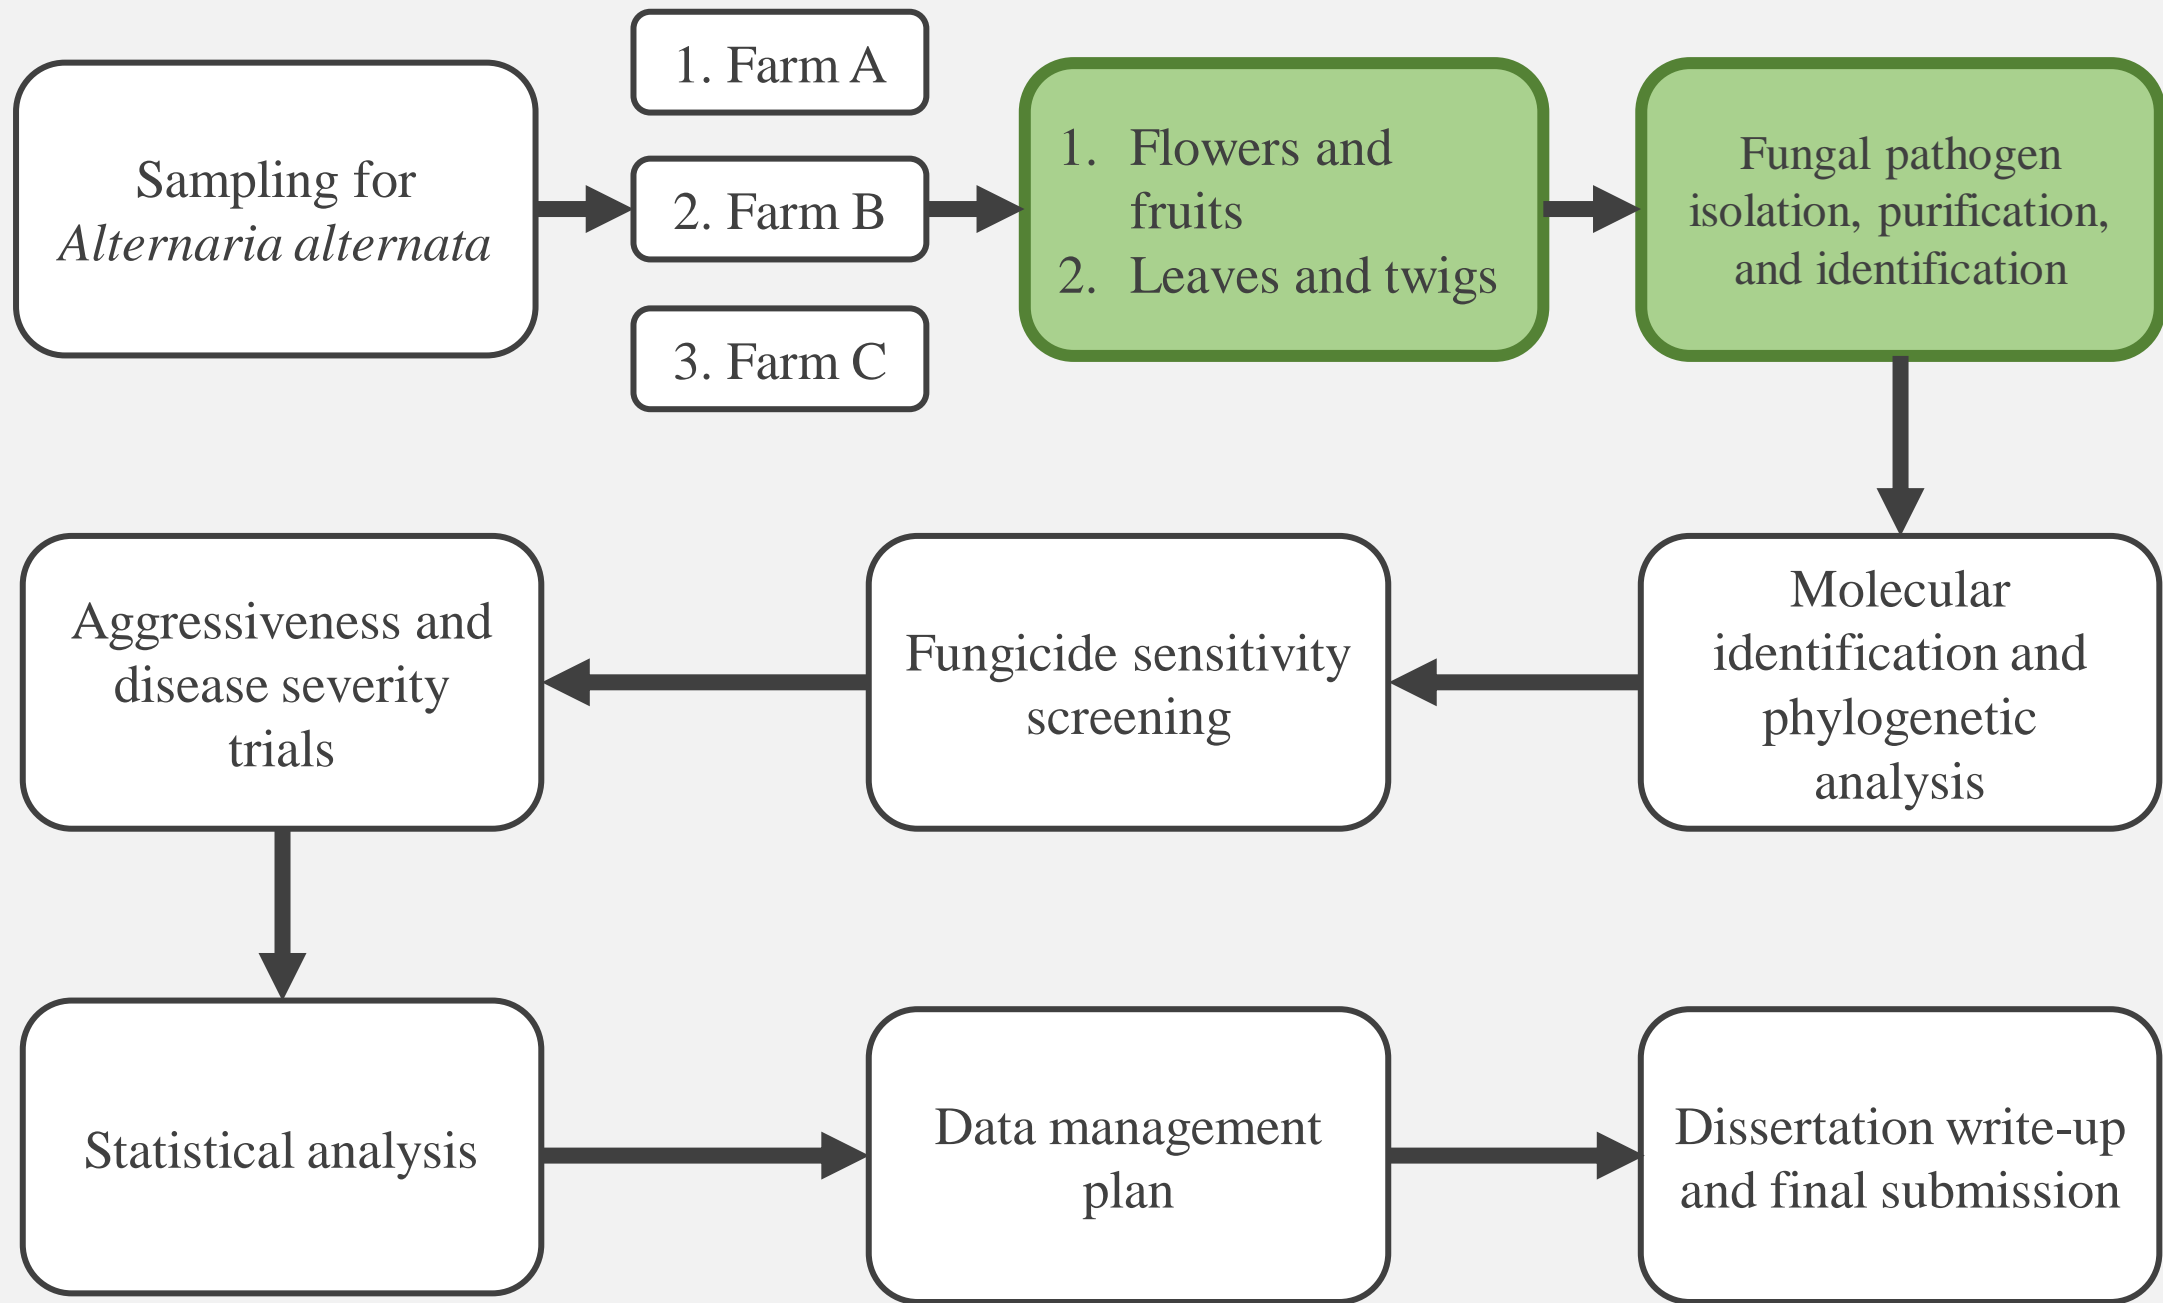 Sampling for
Alternaria alternata
1. Farm A
2. Farm B
3. Farm C
1. Flowers and
fruits
2. Leaves and twigs
Fungal pathogen
isolation, purification,
and identification
Molecular
identification and
phylogenetic
analysis
Fungicide sensitivity
screening
Aggressiveness and
disease severity
trials
Statistical analysis
Data management
plan
Dissertation write-up
and final submission